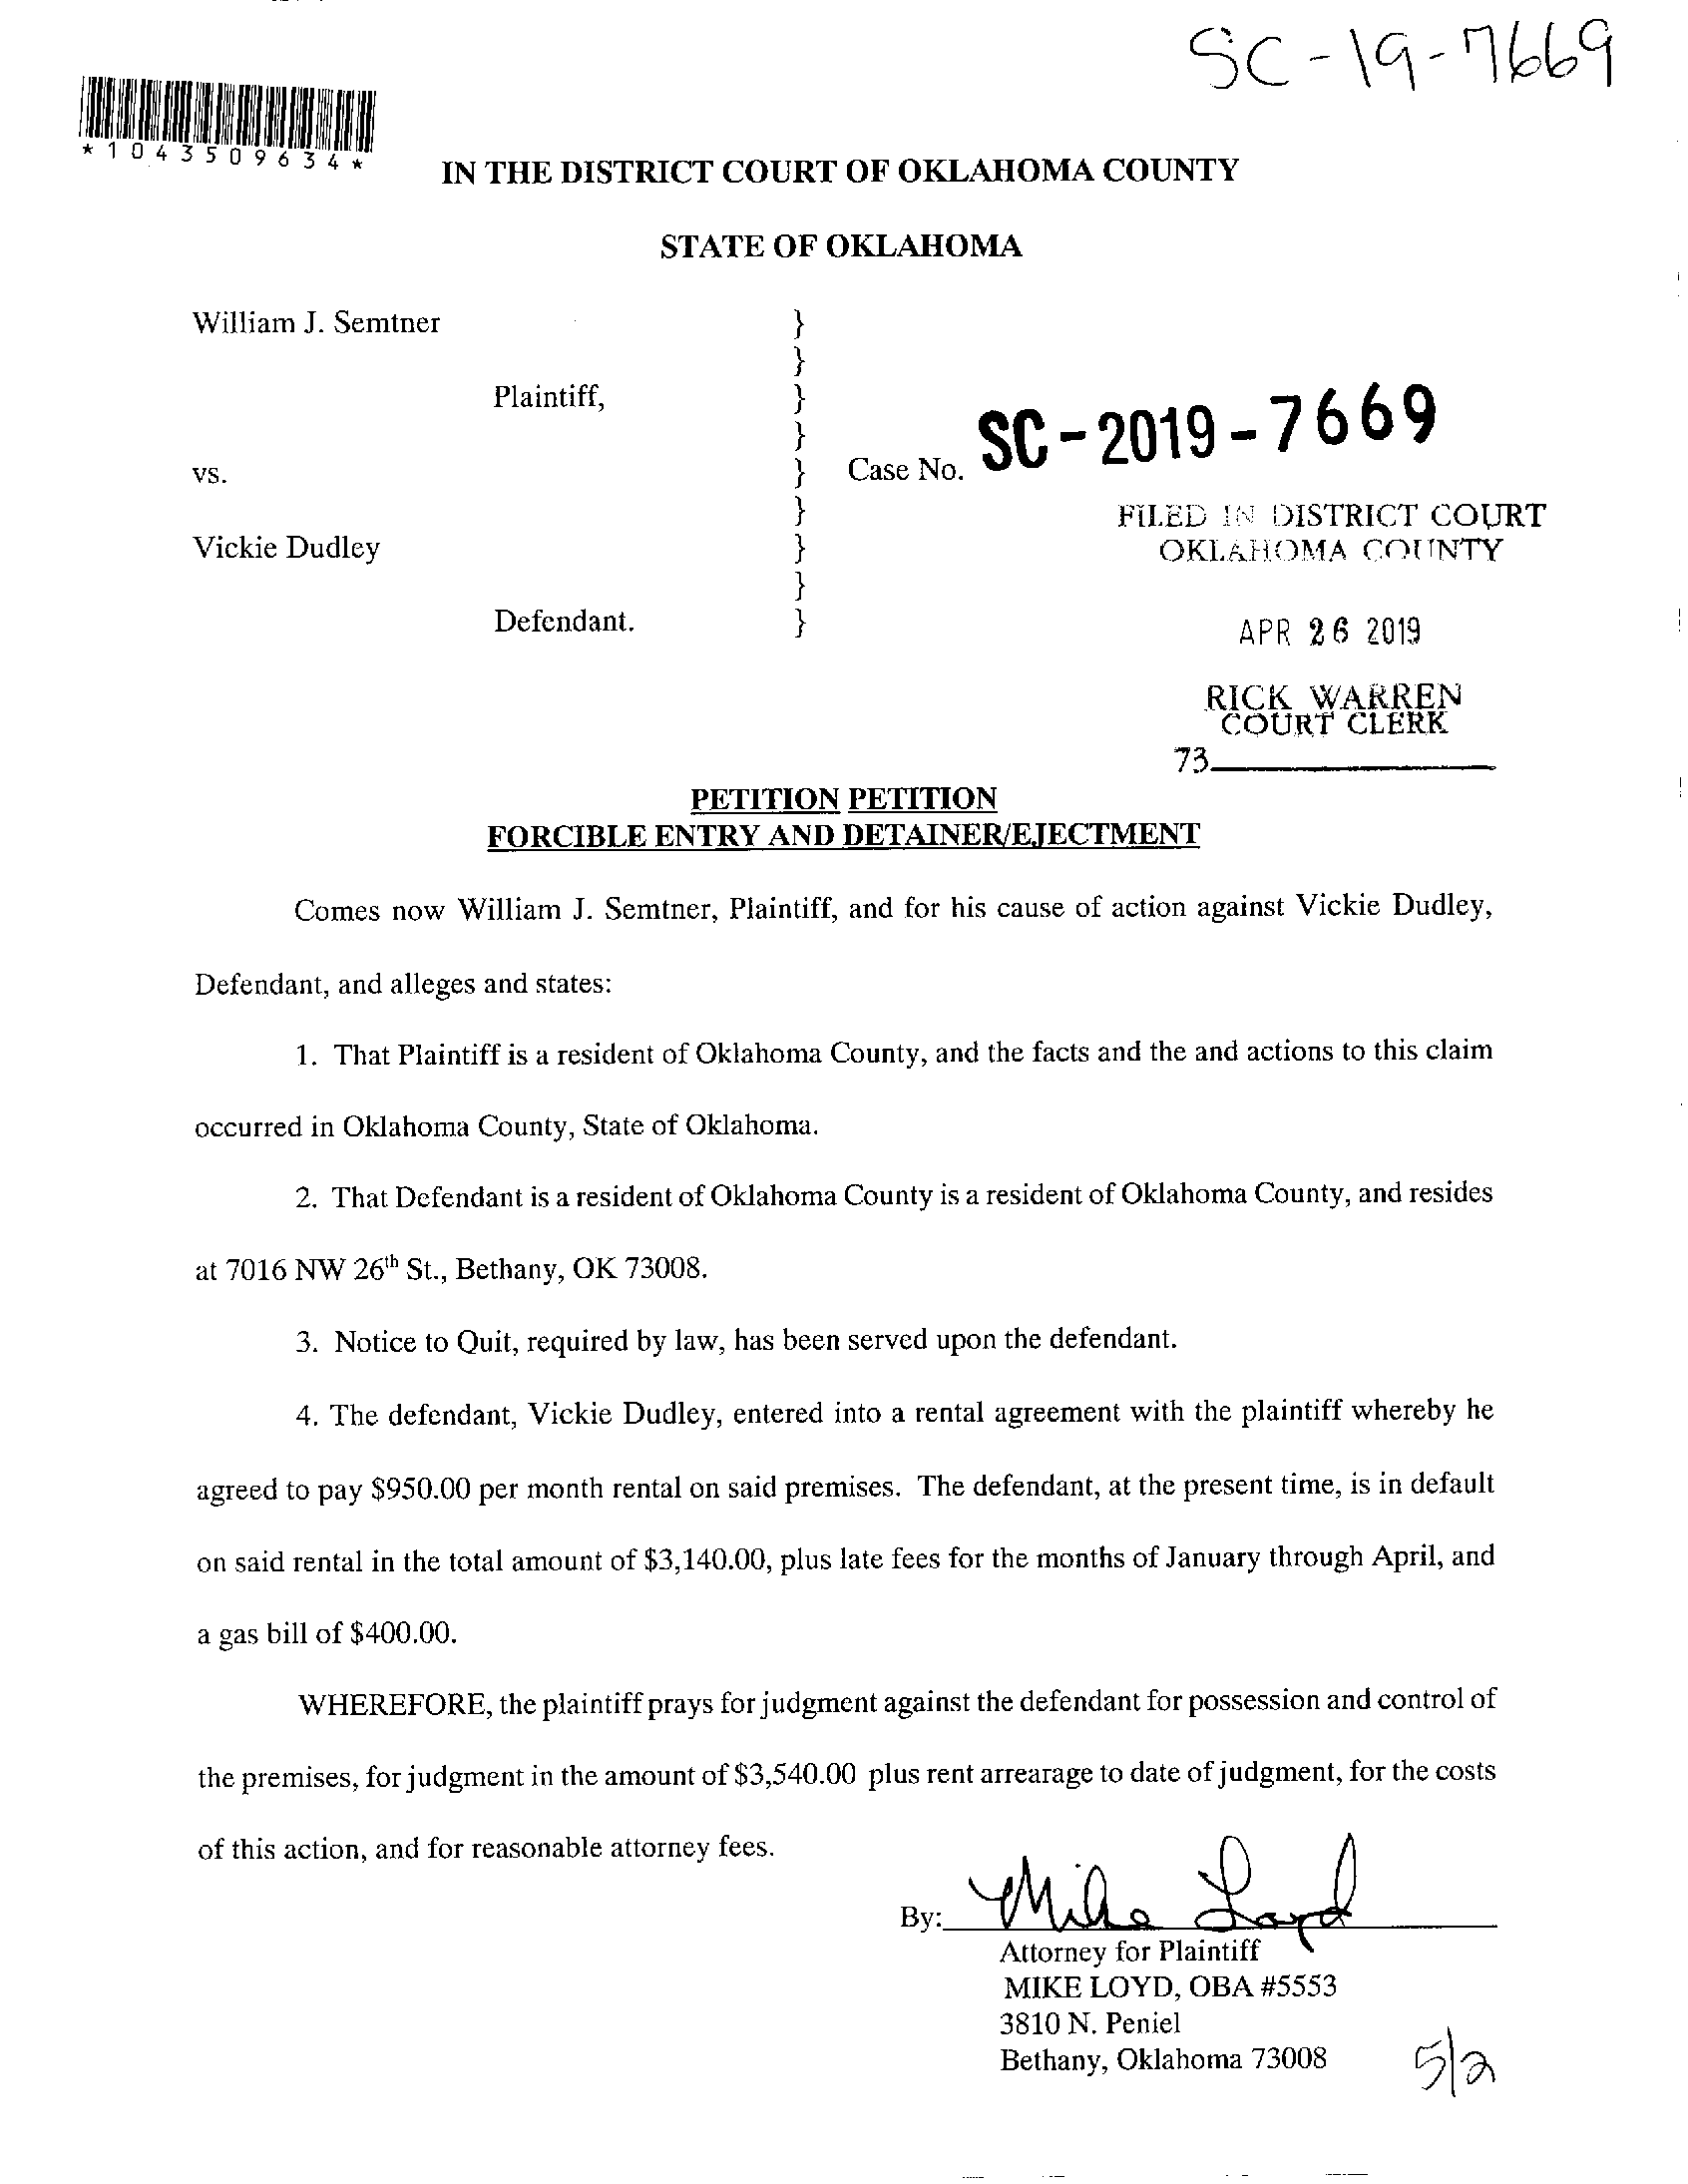 SC-19-7669
*1043509634*
IN THE DISTRICT COURT OF OKLAHOMA COUNTY
STATE OF OKLAHOMA
William J. Semtner }
}
Plaintiff, }
}
vs. } Case No. SC-2019-7669
}
FILED IN DISTRICT COURT
Vickie Dudley }
OKLAHOMA COUNTY
}
Defendant. }
APR 26 2019
RICK WARREN
COURT CLERK
73
PETITION PETITION
FORCIBLE ENTRY AND DETAINER/EJECTMENT
Comes now William J. Semtner, Plaintiff, and for his cause of action against Vickie Dudley,
Defendant, and alleges and states:
1. That Plaintiff is a resident of Oklahoma County, and the facts and the and actions to this claim
occurred in Oklahoma County, State of Oklahoma.
2. That Defendant is a resident of Oklahoma County is a resident of Oklahoma County, and resides
at 7016 NW 26th St., Bethany, OK 73008.
3. Notice to Quit, required by law, has been served upon the defendant.
4. The defendant, Vickie Dudley, entered into a rental agreement with the plaintiff whereby he
agreed to pay $950.00 per month rental on said premises. The defendant, at the present time, is in default
on said rental in the total amount of $3,140.00, plus late fees for the months of January through April, and
a gas bill of $400.00.
WHEREFORE, the plaintiff prays for judgment against the defendant for possession and control of
the premises, for judgment in the amount of $3,540.00 plus rent arrearage to date of judgment, for the costs
of this action, and for reasonable attorney fees.
By: Mike Loyd
Attorney for Plaintiff
MIKE LOYD, OBA #5553
3810 N. Peniel
Bethany, Oklahoma 73008
5/2